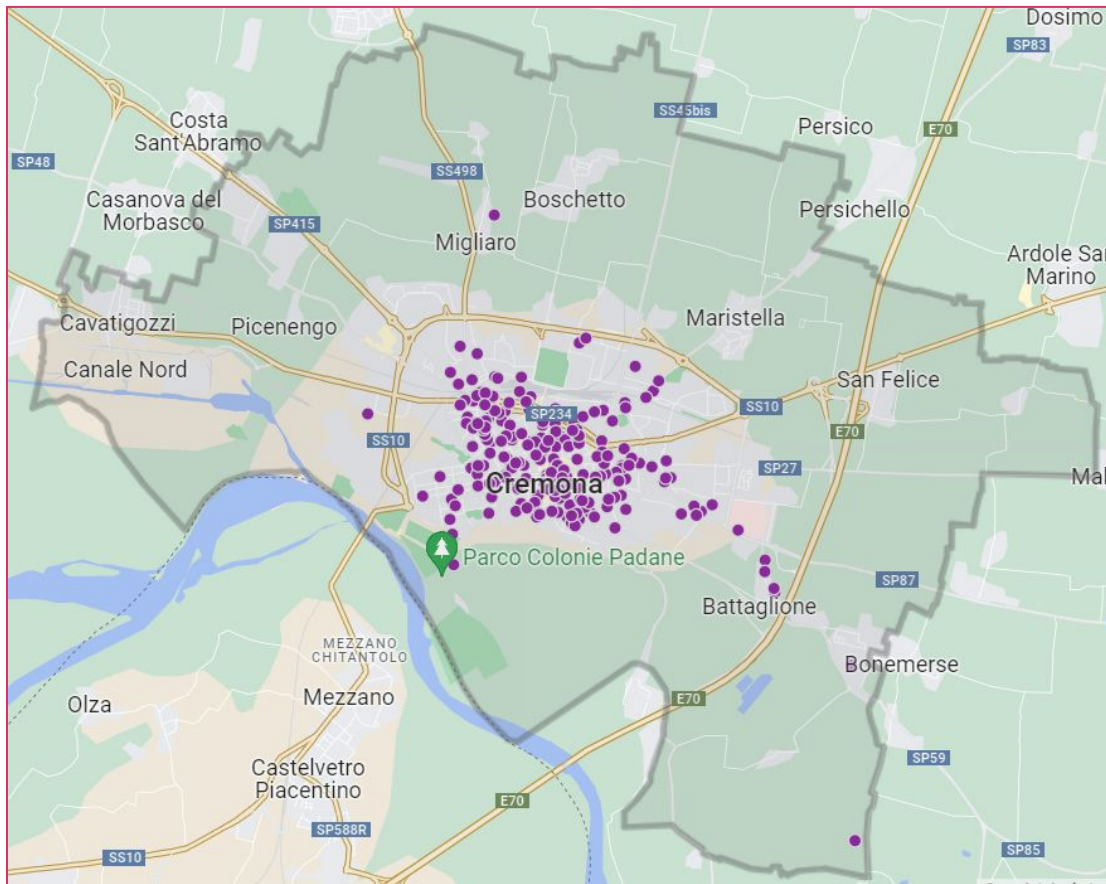 Dosimo
SP83
SS45bis
Costa
Sant'Abramo
Persico
E70
SP48
SS498
Casanova del
Morbasco
Boschetto
Persichello
SP415
Migliaro
Ardole San
Marino
Cavatigozzi
Picenengo
Maristella
Canale Nord
San Felice
SP234
SS10
SS10
E70
SP27
Cremona
Parco Colonie Padane
SP87
Battaglione
MEZZANO
CHITANTOLO
Bonemerse
Mezzano
E70
Olza
SP59
Castelvetro
Piacentino
E70
SP588R
SS10
SP85